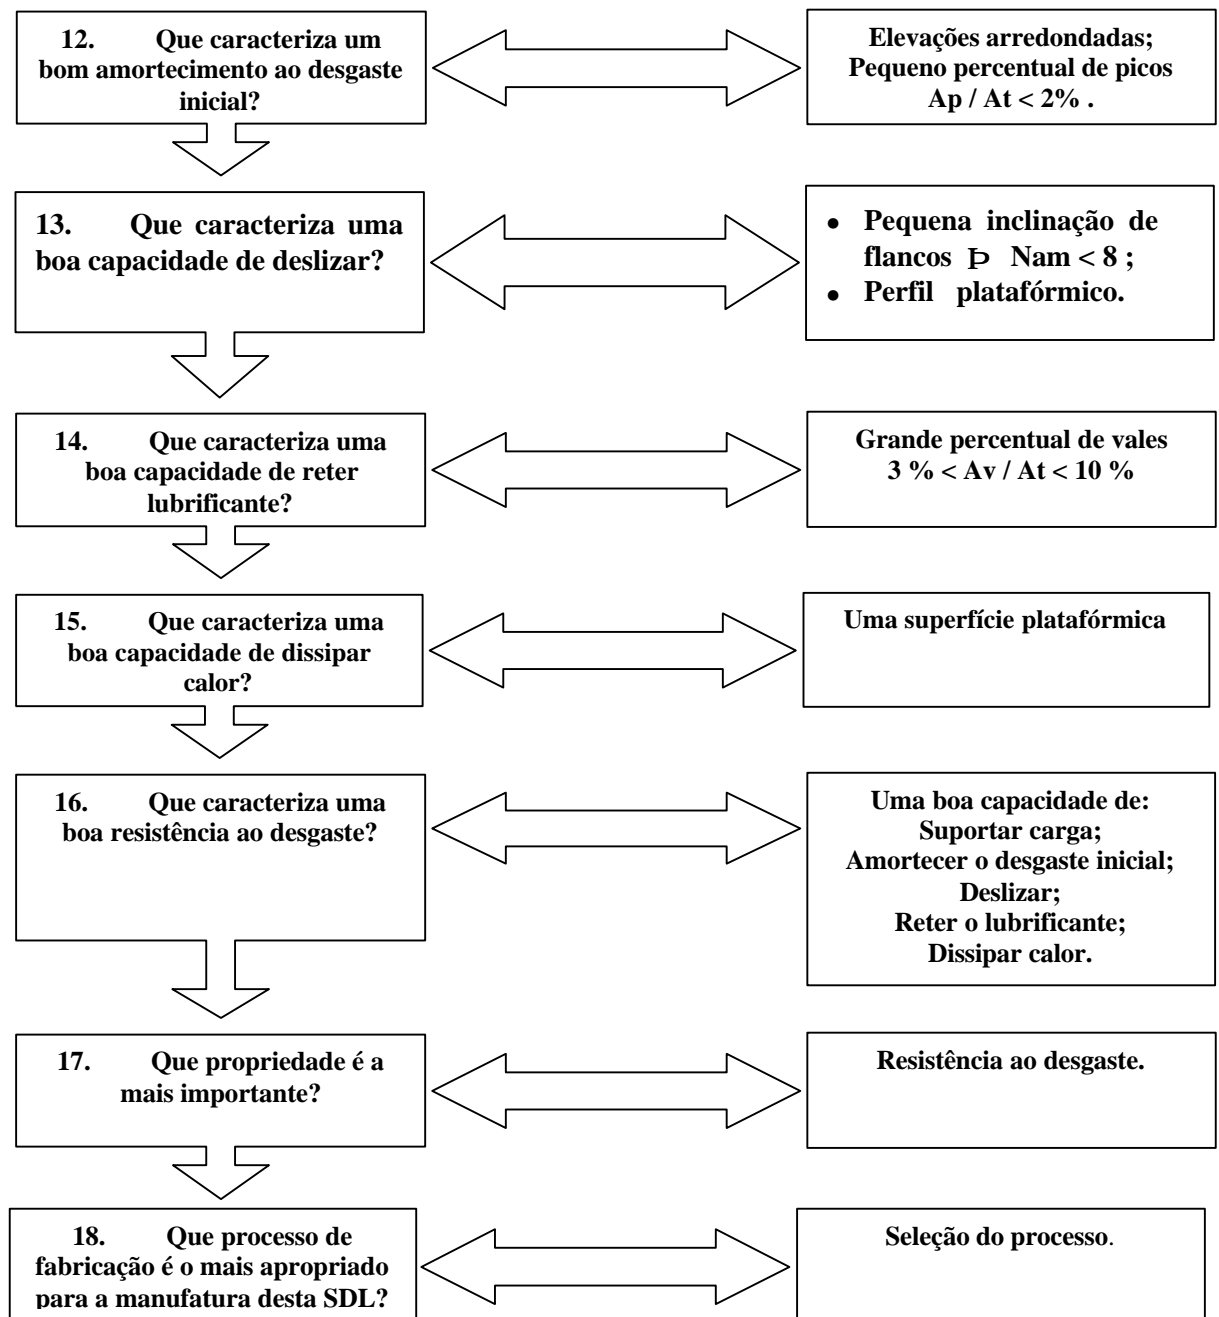 12. Que caracteriza um
bom amortecimento ao desgaste
inicial?
Elevações arredondadas;
Pequeno percentual de picos
Ap / At < 2% .
13. Que caracteriza uma
boa capacidade de deslizar?
• Pequena inclinação de
flancos Þ Nam < 8 ;
• Perfil platafórmico.
14. Que caracteriza uma
boa capacidade de reter
lubrificante?
Grande percentual de vales
3 % < Av / At < 10 %
15. Que caracteriza uma
boa capacidade de dissipar
calor?
Uma superfície platafórmica
16. Que caracteriza uma
boa resistência ao desgaste?
Uma boa capacidade de:
Suportar carga;
Amortecer o desgaste inicial;
Deslizar;
Reter o lubrificante;
Dissipar calor.
17. Que propriedade é a
mais importante?
Resistência ao desgaste.
18. Que processo de
fabricação é o mais apropriado
para a manufatura desta SDL?
Seleção do processo.